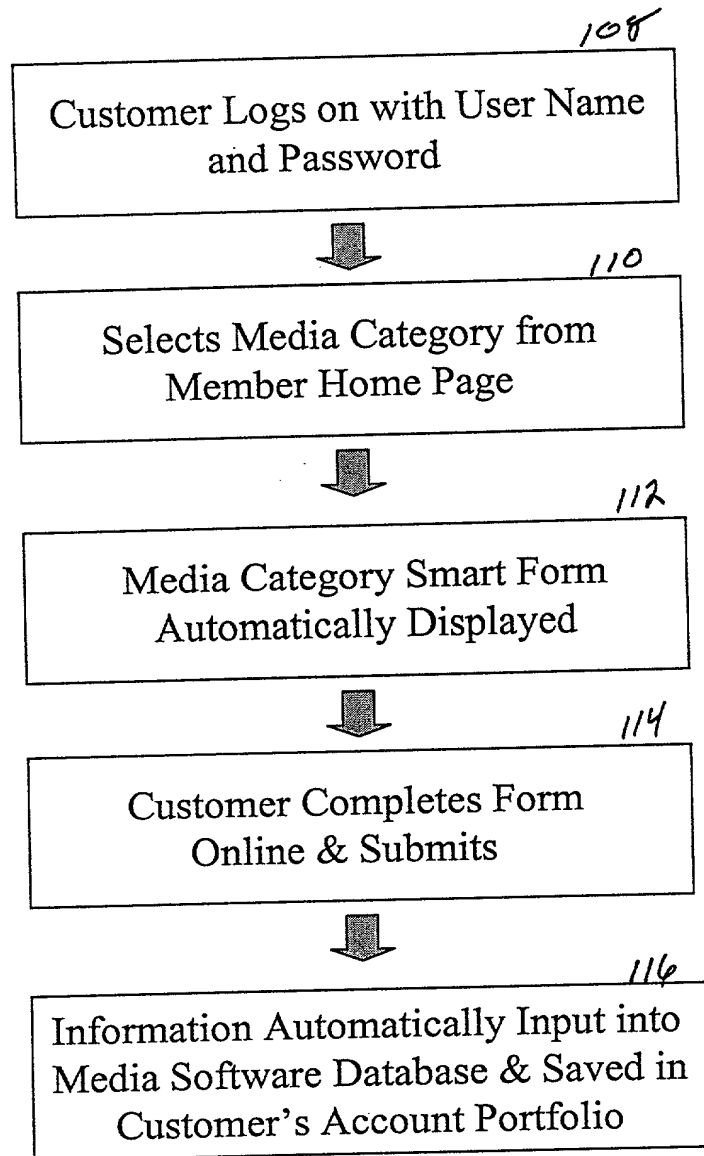 108
Customer Logs on with User Name
and Password
110
Selects Media Category from
Member Home Page
112
Media Category Smart Form
Automatically Displayed
114
Customer Completes Form
Online & Submits
116
Information Automatically Input into
Media Software Database & Saved in
Customer's Account Portfolio